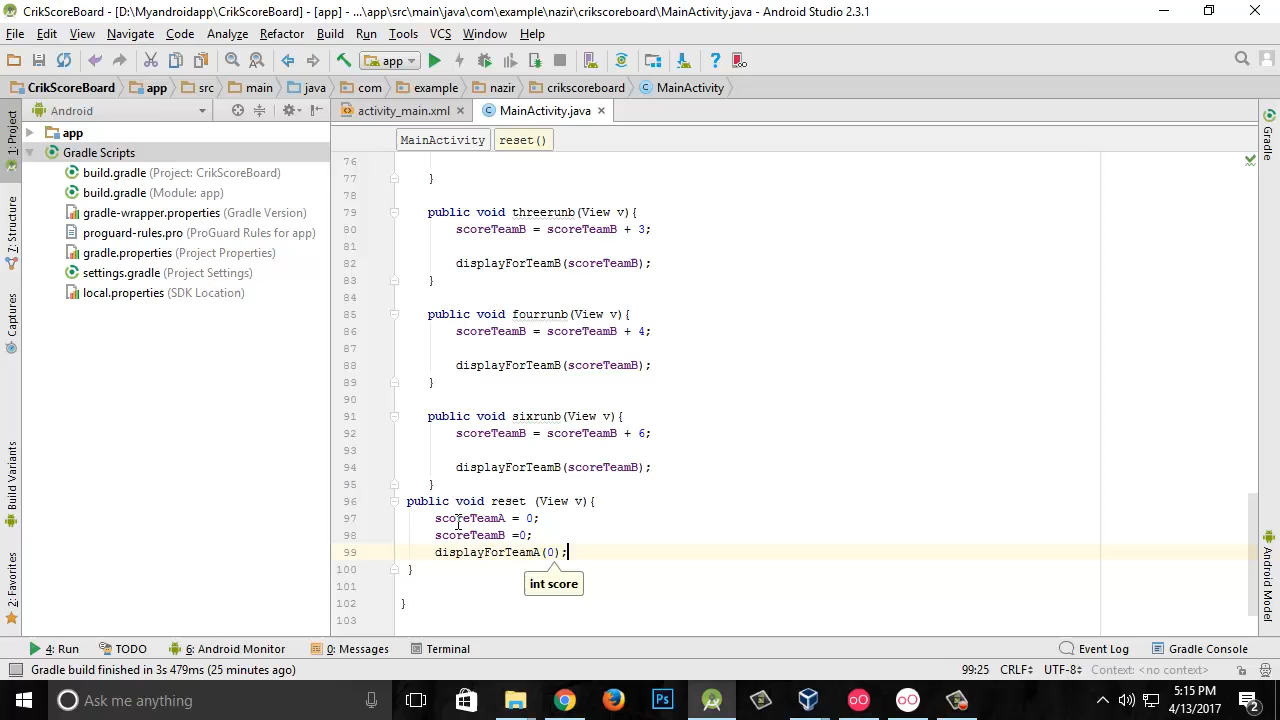 CrikScoreBoard - [D:\Myandroidapp\CrikScoreBoard] - [app] - ...\app\src\main\java\com\example\nazir\crikscoreboard\MainActivity.java - Android Studio 2.3.1
File Edit View Navigate Code Analyze Refactor Build Run Tools VCS Window Help
app
CrikScoreBoard app src main java com example nazir crikscoreboard MainActivity
Android
activity_main.xml
MainActivity.java
MainActivity reset()
1: Project
7: Structure
Captures
Build Variants
2: Favorites
app
Gradle Scripts
build.gradle (Project: CrikScoreBoard)
build.gradle (Module: app)
gradle-wrapper.properties (Gradle Version)
proguard-rules.pro (ProGuard Rules for app)
gradle.properties (Project Properties)
settings.gradle (Project Settings)
local.properties (SDK Location)
76
77 }
78
79 public void threerunb(View v){
80 scoreTeamB = scoreTeamB + 3;
81
82 displayForTeamB(scoreTeamB);
83 }
84
85 public void fourrunb(View v){
86 scoreTeamB = scoreTeamB + 4;
87
88 displayForTeamB(scoreTeamB);
89 }
90
91 public void sixrunb(View v){
92 scoreTeamB = scoreTeamB + 6;
93
94 displayForTeamB(scoreTeamB);
95 }
96 public void reset (View v){
97 scoreTeamA = 0;
98 scoreTeamB =0;
99 displayForTeamA(0);
100 }
int score
101
102 }
103
Gradle
Android Model
4: Run TODO 6: Android Monitor 0: Messages Terminal Event Log Gradle Console
Gradle build finished in 3s 479ms (25 minutes ago) 99:25 CRLF UTF-8 Context: <no context>
Ask me anything
Ps
5:15 PM
4/13/2017
2